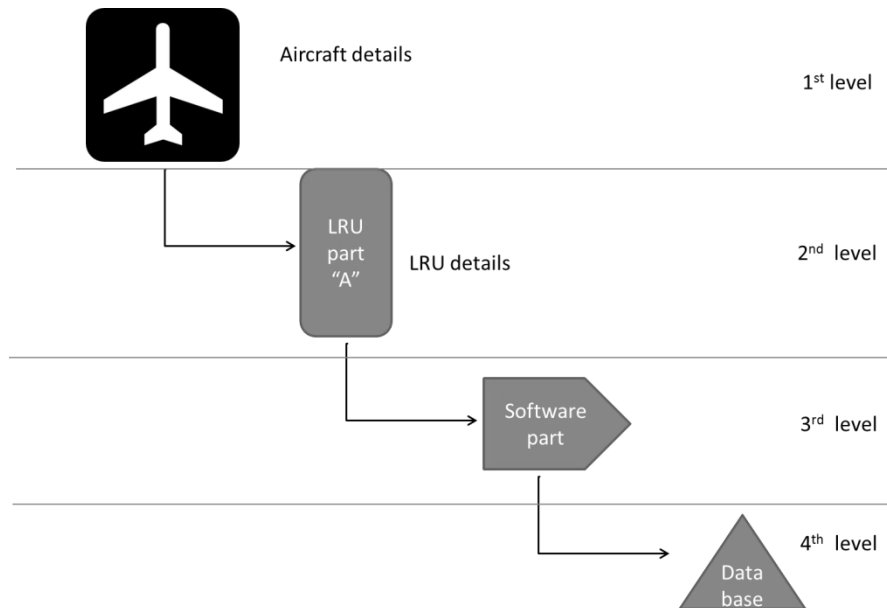 Aircraft details
1st level
LRU
part
“A”
LRU details
2nd level
Software
part
3rd level
4th level
Data
base